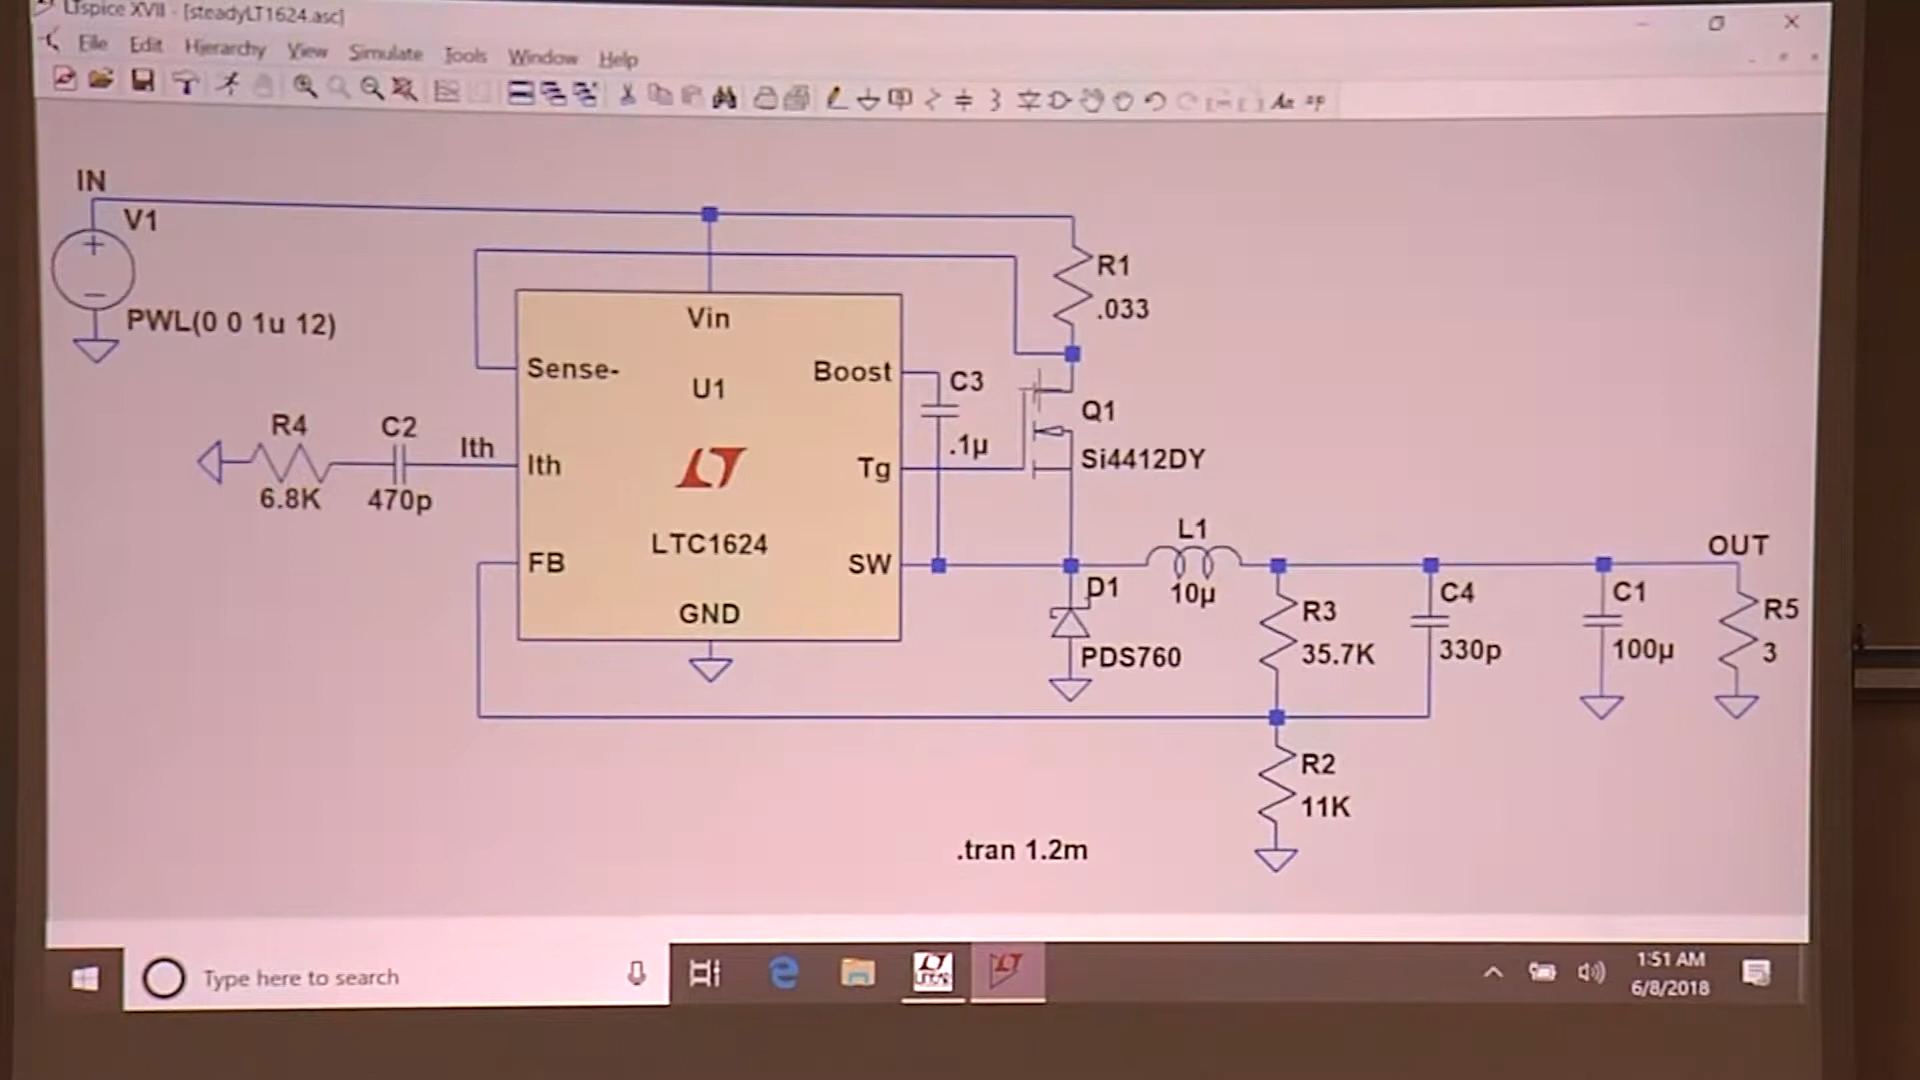 LTspice XVII - [steadyLT1624.asc]
File Edit Hierarchy View Simulate Tools Window Help
Aa .op
IN
V1
PWL(0 0 1u 12)
R1
.033
Vin
Sense-
Boost
U1
C3
.1µ
Q1
Si4412DY
R4
6.8K
C2
470p
Ith
Ith
Tg
LT
LTC1624
FB
SW
GND
D1
PDS760
L1
10µ
OUT
R3
35.7K
C4
330p
C1
100µ
R5
3
R2
11K
.tran 1.2m
Type here to search
1:51 AM
6/8/2018